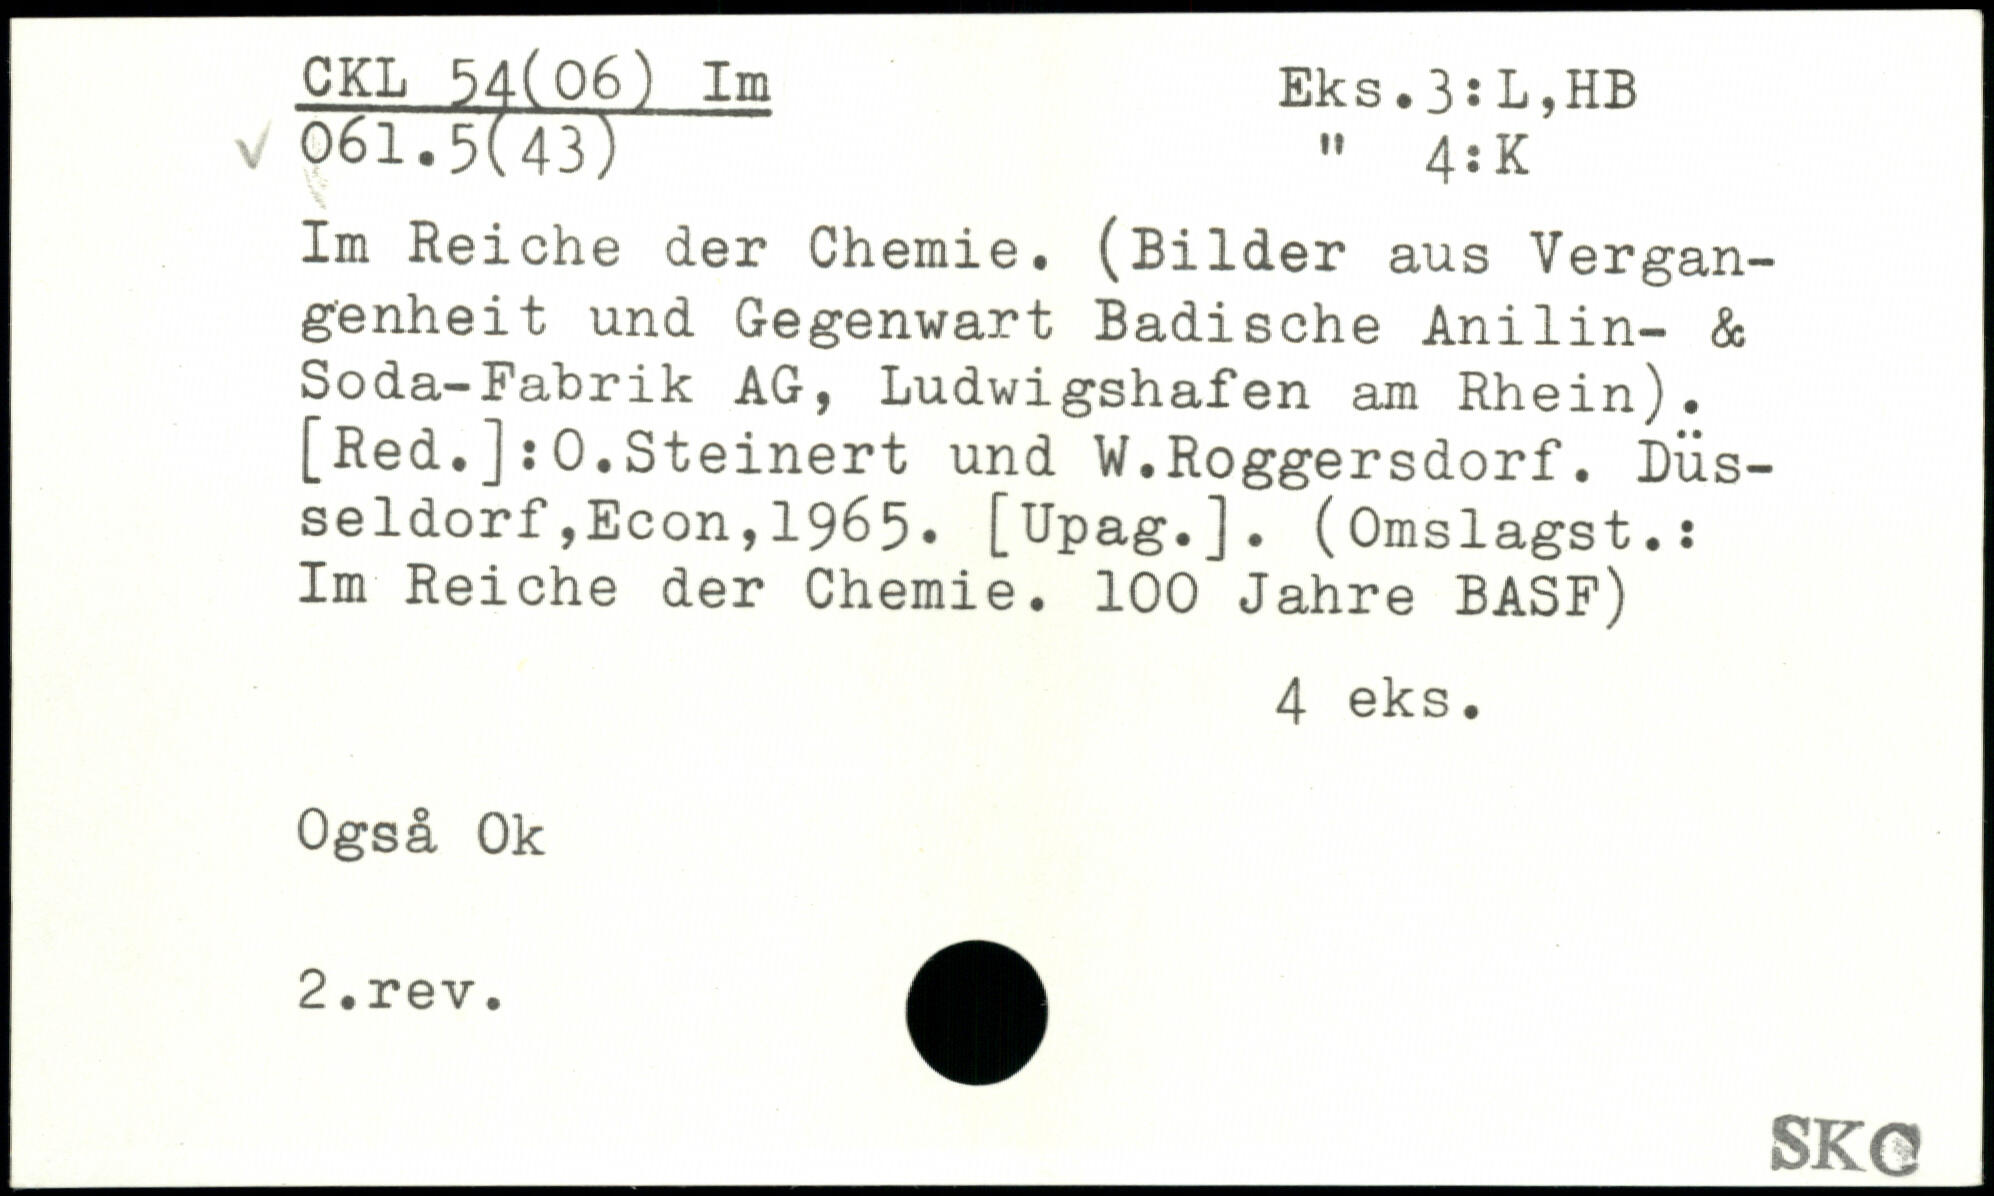 CKL 54(06) Im
Eks.3:L,HB
✓ 061.5(43)
" 4:K
Im Reiche der Chemie. (Bilder aus Vergan-
genheit und Gegenwart Badische Anilin- &
Soda-Fabrik AG, Ludwigshafen am Rhein).
[Red.]:O.Steinert und W.Roggersdorf. Düs-
seldorf,Econ,1965. [Upag.]. (Omslagst.:
Im Reiche der Chemie. 100 Jahre BASF)
4 eks.
Også Ok
2.rev.
SKC